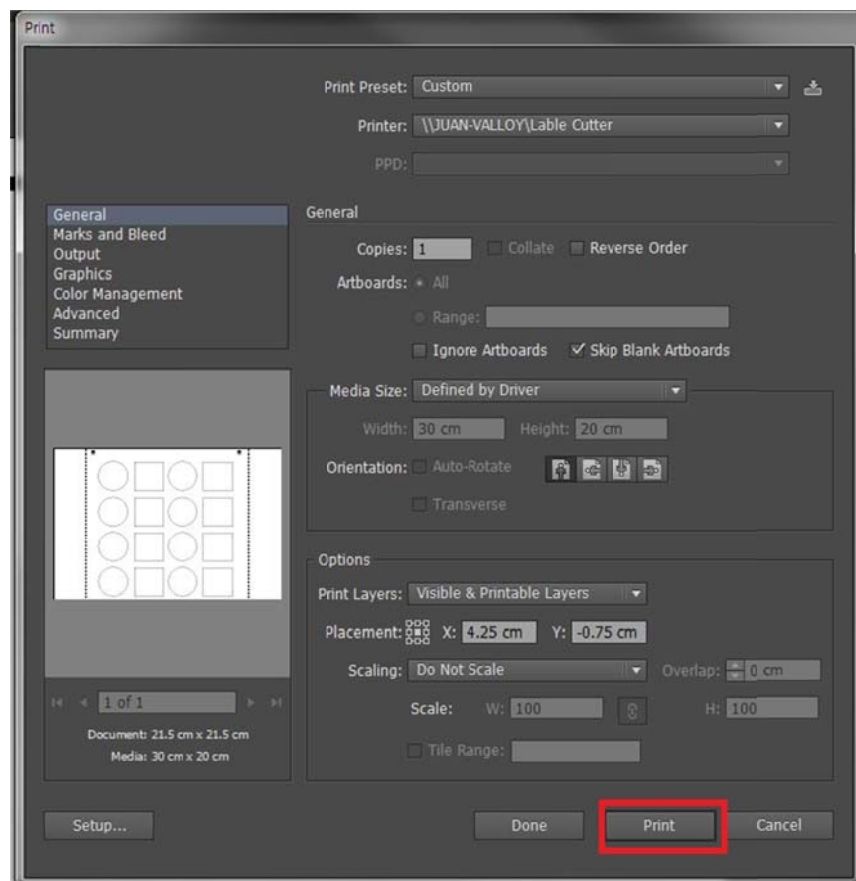 Print
Print Preset: Custom
Printer: \\JUAN-VALLOY\Lable Cutter
PPD:
General
Marks and Bleed
Output
Graphics
Color Management
Advanced
Summary
General
Copies: 1 Collate Reverse Order
Artboards: All
Range:
Ignore Artboards Skip Blank Artboards
Media Size: Defined by Driver
Width: 30 cm Height: 20 cm
Orientation: Auto-Rotate
Transverse
Options
Print Layers: Visible & Printable Layers
Placement: X: 4.25 cm Y: -0.75 cm
Scaling: Do Not Scale Overlap: 0 cm
Scale: W: 100 H: 100
Tile Range:
1 of 1
Document: 21.5 cm x 21.5 cm
Media: 30 cm x 20 cm
Setup... Done Print Cancel